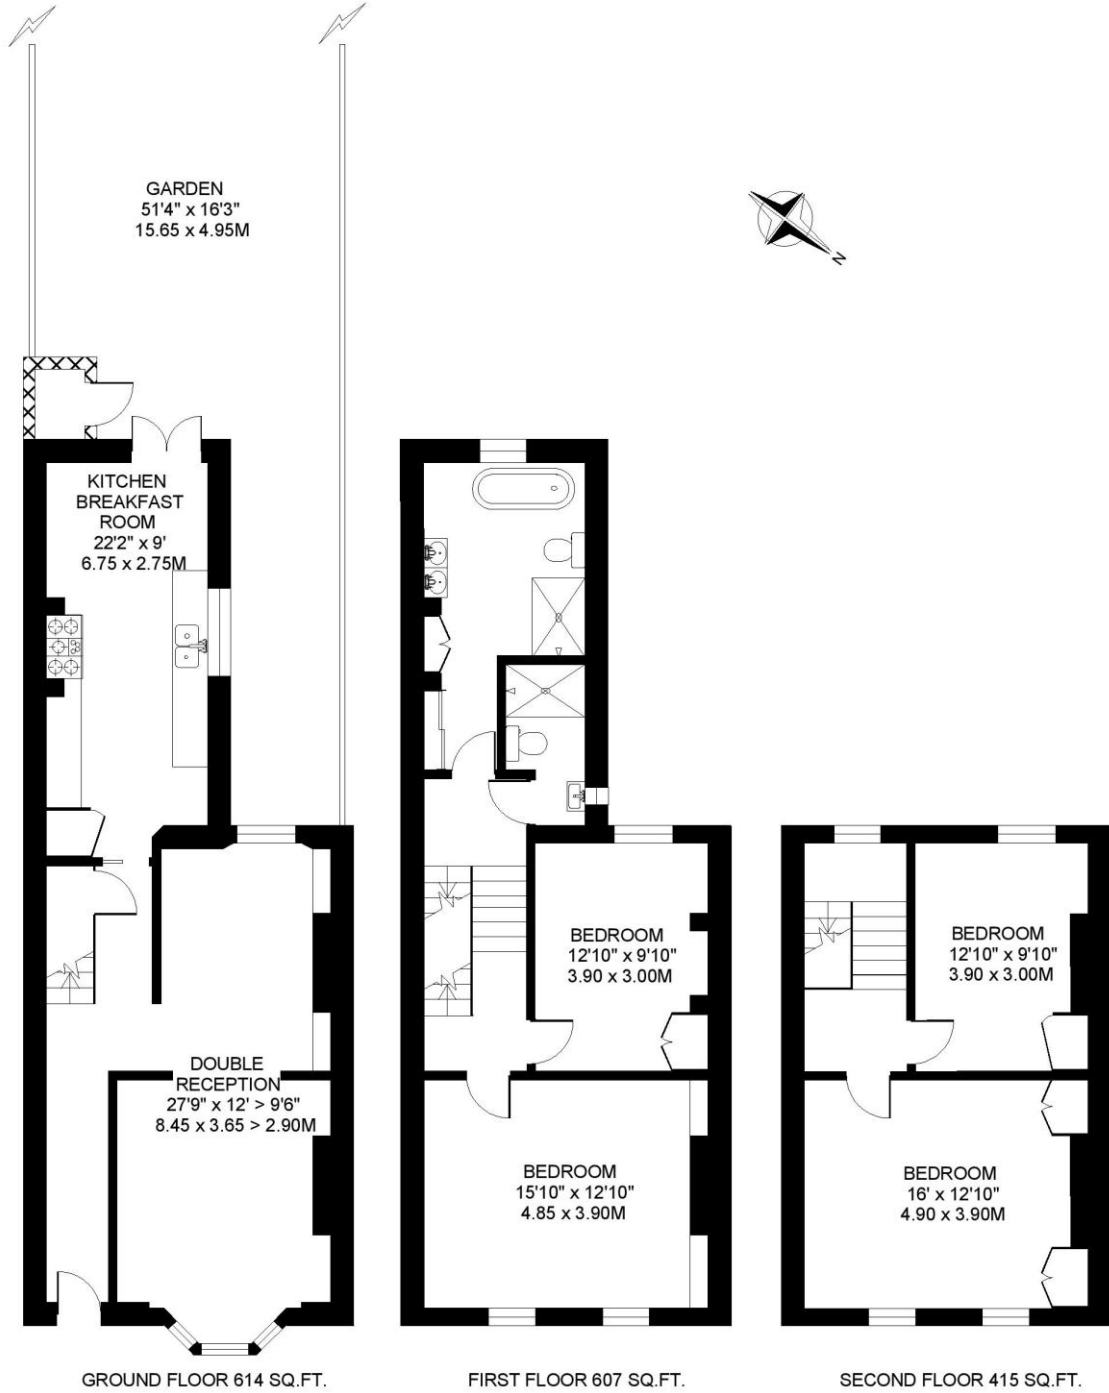 GARDEN
51'4" x 16'3"
15.65 x 4.95M
N
KITCHEN
BREAKFAST
ROOM
22'2" x 9'
6.75 x 2.75M
DOUBLE
RECEPTION
27'9" x 12' > 9'6"
8.45 x 3.65 > 2.90M
GROUND FLOOR 614 SQ.FT.
BEDROOM
12'10" x 9'10"
3.90 x 3.00M
BEDROOM
15'10" x 12'10"
4.85 x 3.90M
FIRST FLOOR 607 SQ.FT.
BEDROOM
12'10" x 9'10"
3.90 x 3.00M
BEDROOM
16' x 12'10"
4.90 x 3.90M
SECOND FLOOR 415 SQ.FT.